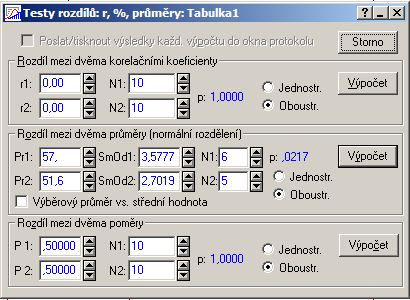 Testy rozdílů: r, %, průměry: Tabulka1
Poslat/tisknout výsledky každ. výpočtu do okna protokolu
Storno
Rozdíl mezi dvěma korelačními koeficienty
r1: 0,00 N1: 10 p: 1,0000 Jednostr. Výpočet
r2: 0,00 N2: 10 Oboustr.
Rozdíl mezi dvěma průměry (normální rozdělení)
Pr1: 57, SmOd1: 3,5777 N1: 6 p: ,0217 Výpočet
Pr2: 51,6 SmOd2: 2,7019 N2: 5 Jednostr.
Výběrový průměr vs. střední hodnota Oboustr.
Rozdíl mezi dvěma poměry
P 1: ,50000 N1: 10 p: 1,0000 Jednostr. Výpočet
P 2: ,50000 N2: 10 Oboustr.